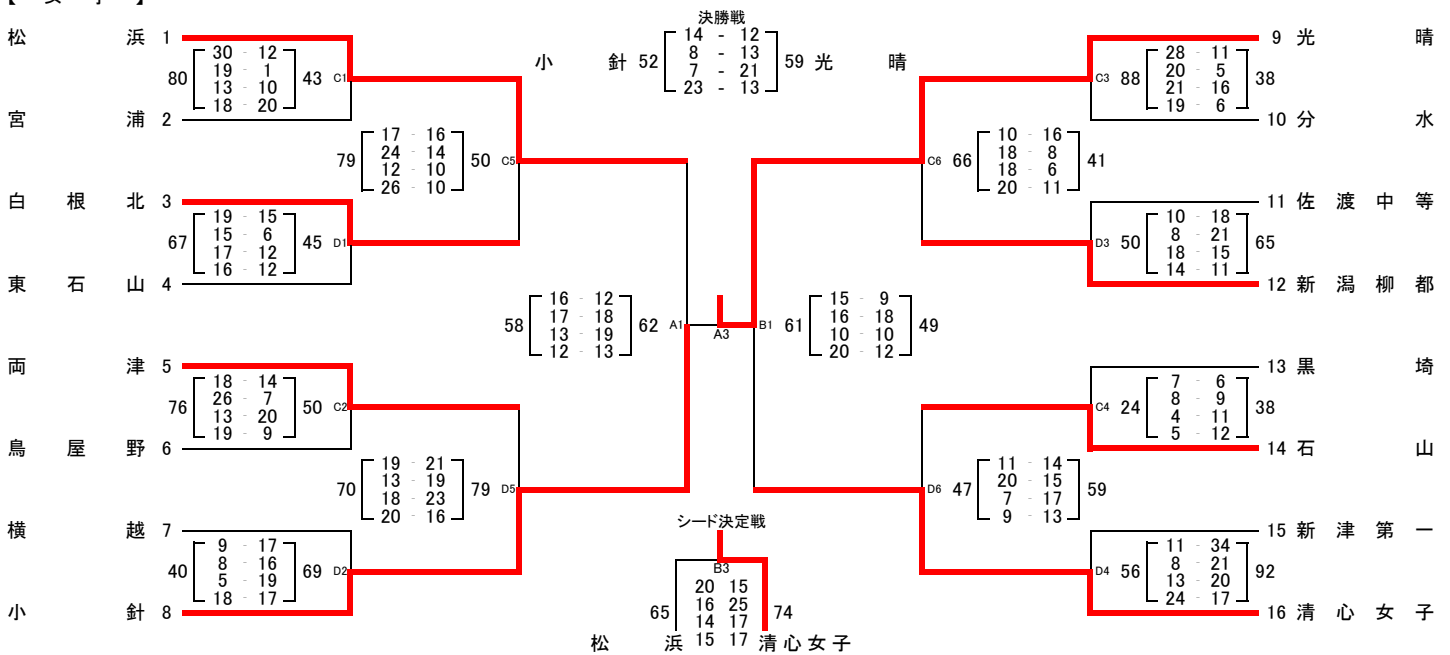 決勝戦
小針 52 14 - 12 59 光晴
8 - 13
7 - 21
23 - 13
松浜 1
80 30 - 12 43 C1
19 - 1
13 - 10
18 - 20
宮浦 2
79 17 - 16 50 C5
24 - 14
12 - 10
26 - 10
白根北 3
67 19 - 15 45 D1
15 - 6
17 - 12
16 - 12
東石山 4
58 16 - 12 62 A1
17 - 18
13 - 19
12 - 13
両津 5
76 18 - 14 50 C2
26 - 7
13 - 20
19 - 9
鳥屋野 6
70 19 - 21 79 D5
13 - 19
18 - 23
20 - 16
横越 7
40 9 - 17 69 D2
8 - 16
5 - 19
18 - 17
小針 8
A3
9 光晴
C3 88 28 - 11 38
20 - 5
21 - 16
19 - 6
10 分水
C6 66 10 - 16 41
18 - 8
18 - 6
20 - 11
11 佐渡中等
D3 50 10 - 18 65
8 - 21
18 - 15
14 - 11
12 新潟柳都
B1 61 15 - 9 49
16 - 18
10 - 10
20 - 12
13 黒埼
C4 24 7 - 6 38
8 - 9
4 - 11
5 - 12
14 石山
D6 47 11 - 14 59
20 - 15
7 - 17
9 - 13
15 新津第一
D4 56 11 - 34 92
8 - 21
13 - 20
24 - 17
16 清心女子
シード決定戦
B3
65 20 15 74
16 25
14 17
松浜 15 17 清心女子